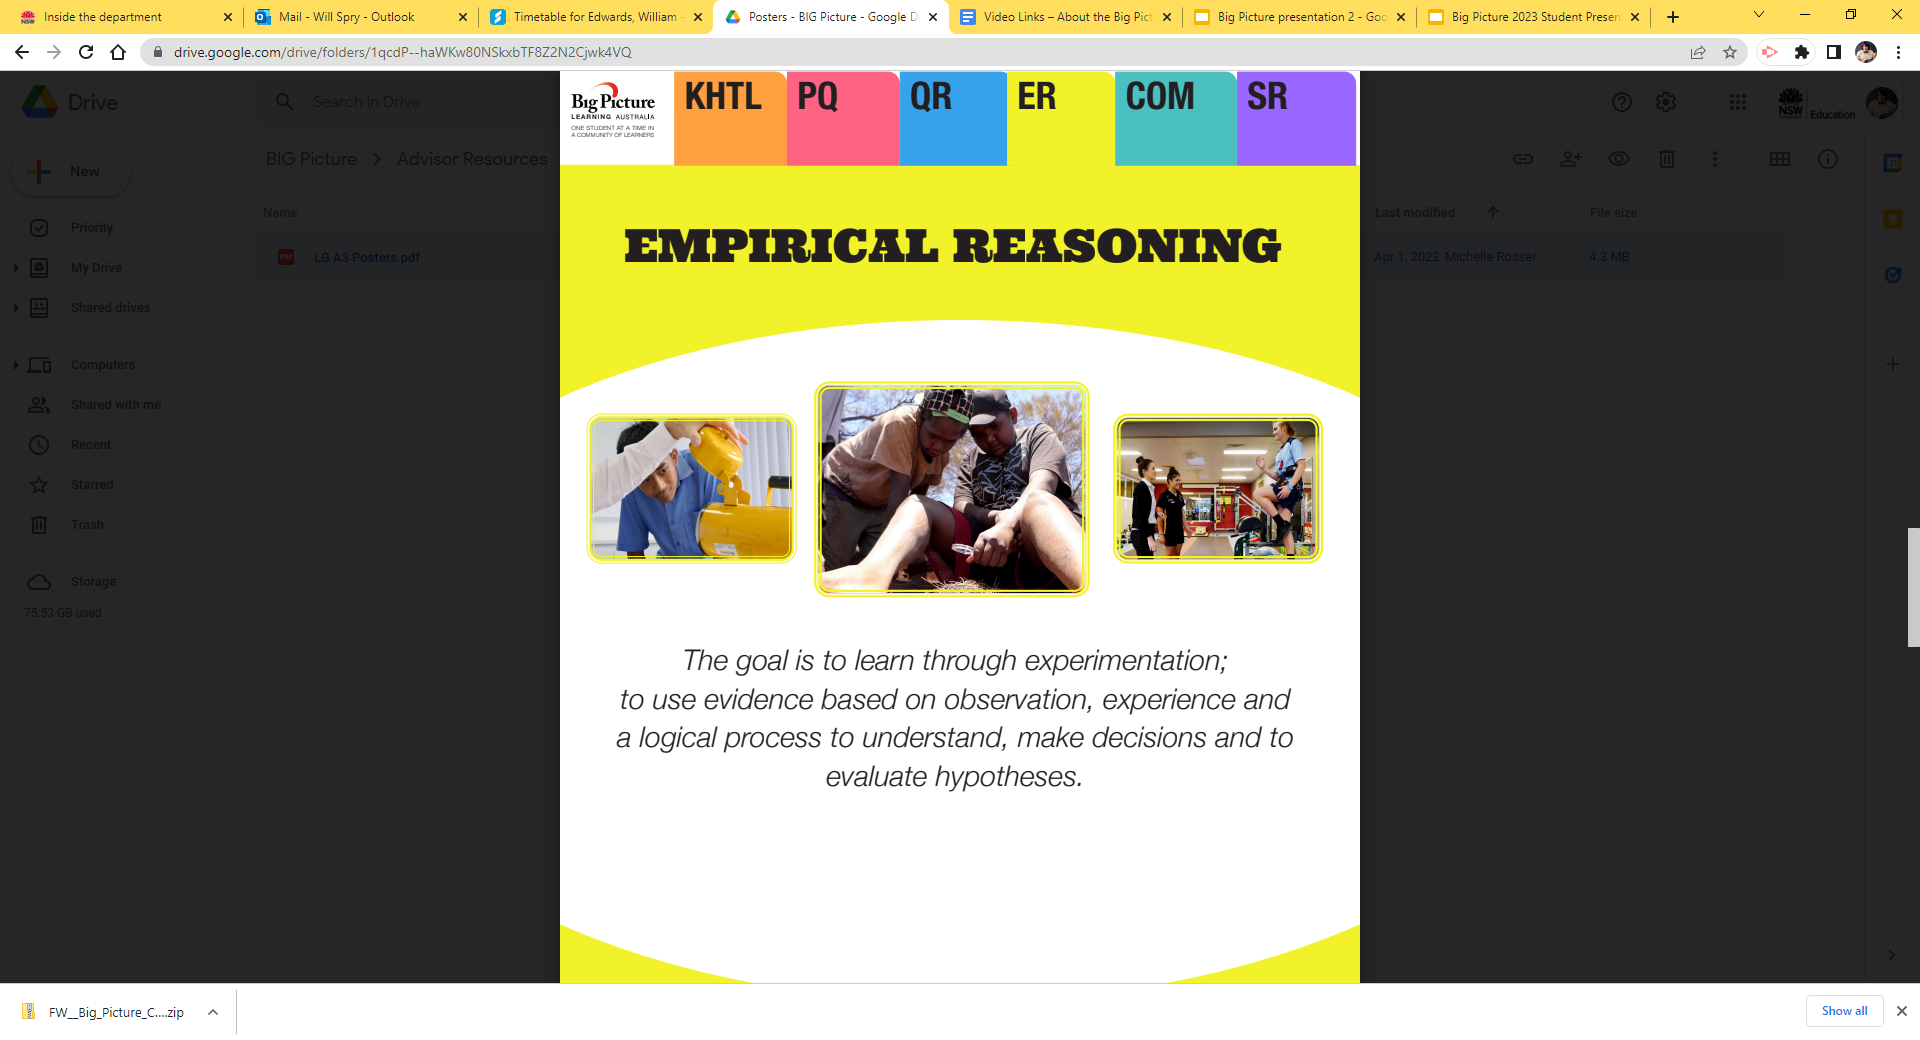 Inside the department
Mail - Will Spry - Outlook
Timetable for Edwards, William -
Posters - BIG Picture - Google D
Video Links – About the Big Pict
Big Picture presentation 2 - Goo
Big Picture 2023 Student Presen
drive.google.com/drive/folders/1qcdP--haWKw80NSkxbTF8Z2N2Cjwk4VQ
Drive
Search in Drive
NSW
Education
New
BIG Picture
Advisor Resources
Name
Last modified
File size
LG A3 Posters.pdf
Apr 1, 2022 Michelle Rosser
4.3 MB
Priority
My Drive
Shared drives
Computers
Shared with me
Recent
Starred
Trash
Storage
75.53 GB used
Big Picture
LEARNING AUSTRALIA
ONE STUDENT AT A TIME IN
A COMMUNITY OF LEARNERS
KHTL
PQ
QR
ER
COM
SR
EMPIRICAL REASONING
The goal is to learn through experimentation;
to use evidence based on observation, experience and
a logical process to understand, make decisions and to
evaluate hypotheses.
FW__Big_Picture_C....zip
Show all